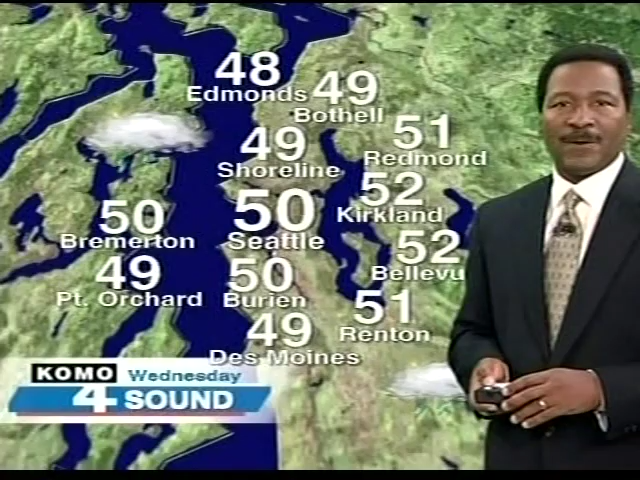 48
Edmonds
49
Bothell
49
Shoreline
51
Redmond
52
Kirkland
50
Bremerton
50
Seattle
52
Bellevu
49
Pt. Orchard
50
Burien
51
Renton
49
Des Moines
KOMO Wednesday
4 SOUND